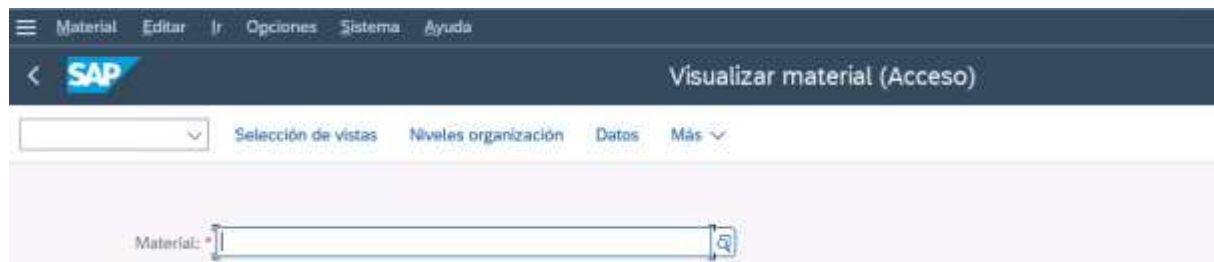 Material Editar Ir Opciones Sistema Ayuda
SAP Visualizar material (Acceso)
Selección de vistas Niveles organización Datos Más
Material: *